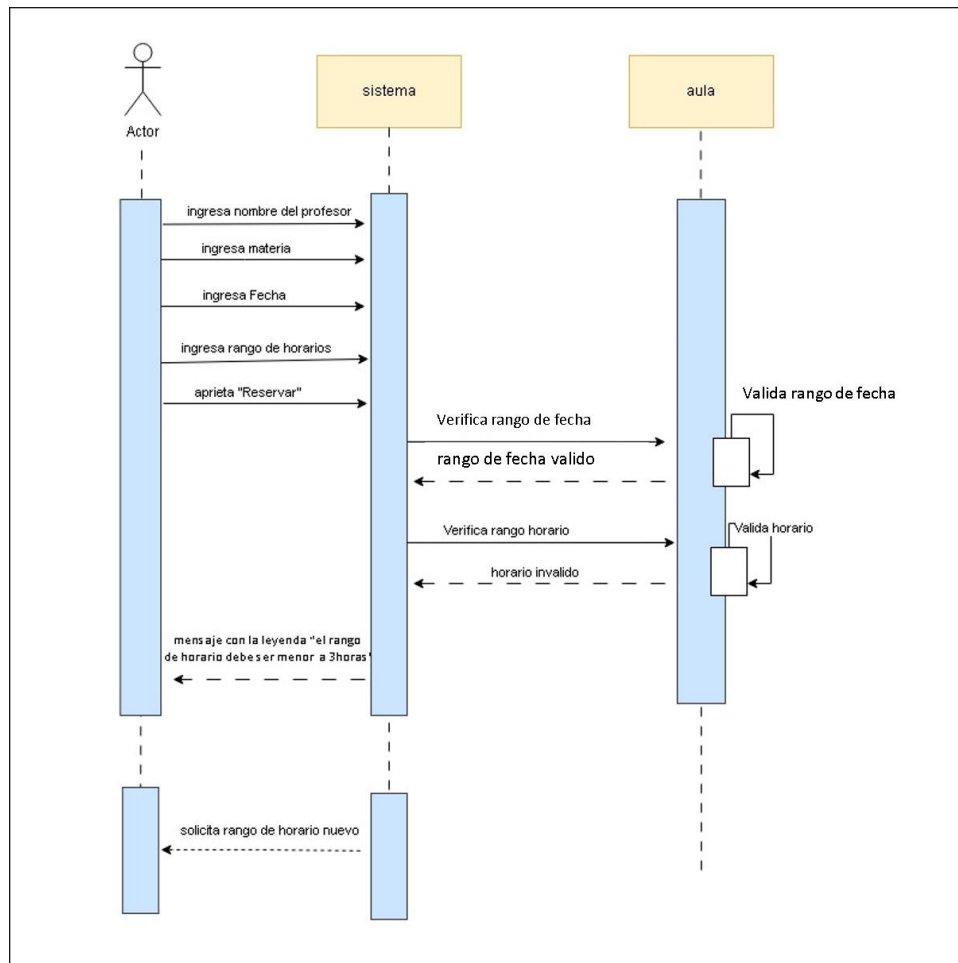 Actor
sistema
aula
ingresa nombre del profesor
ingresa materia
ingresa Fecha
ingresa rango de horarios
aprieta "Reservar"
Valida rango de fecha
Verifica rango de fecha
rango de fecha valido
Valida horario
Verifica rango horario
horario invalido
mensaje con la leyenda "el rango
de horario debe ser menor a 3horas"
solicita rango de horario nuevo